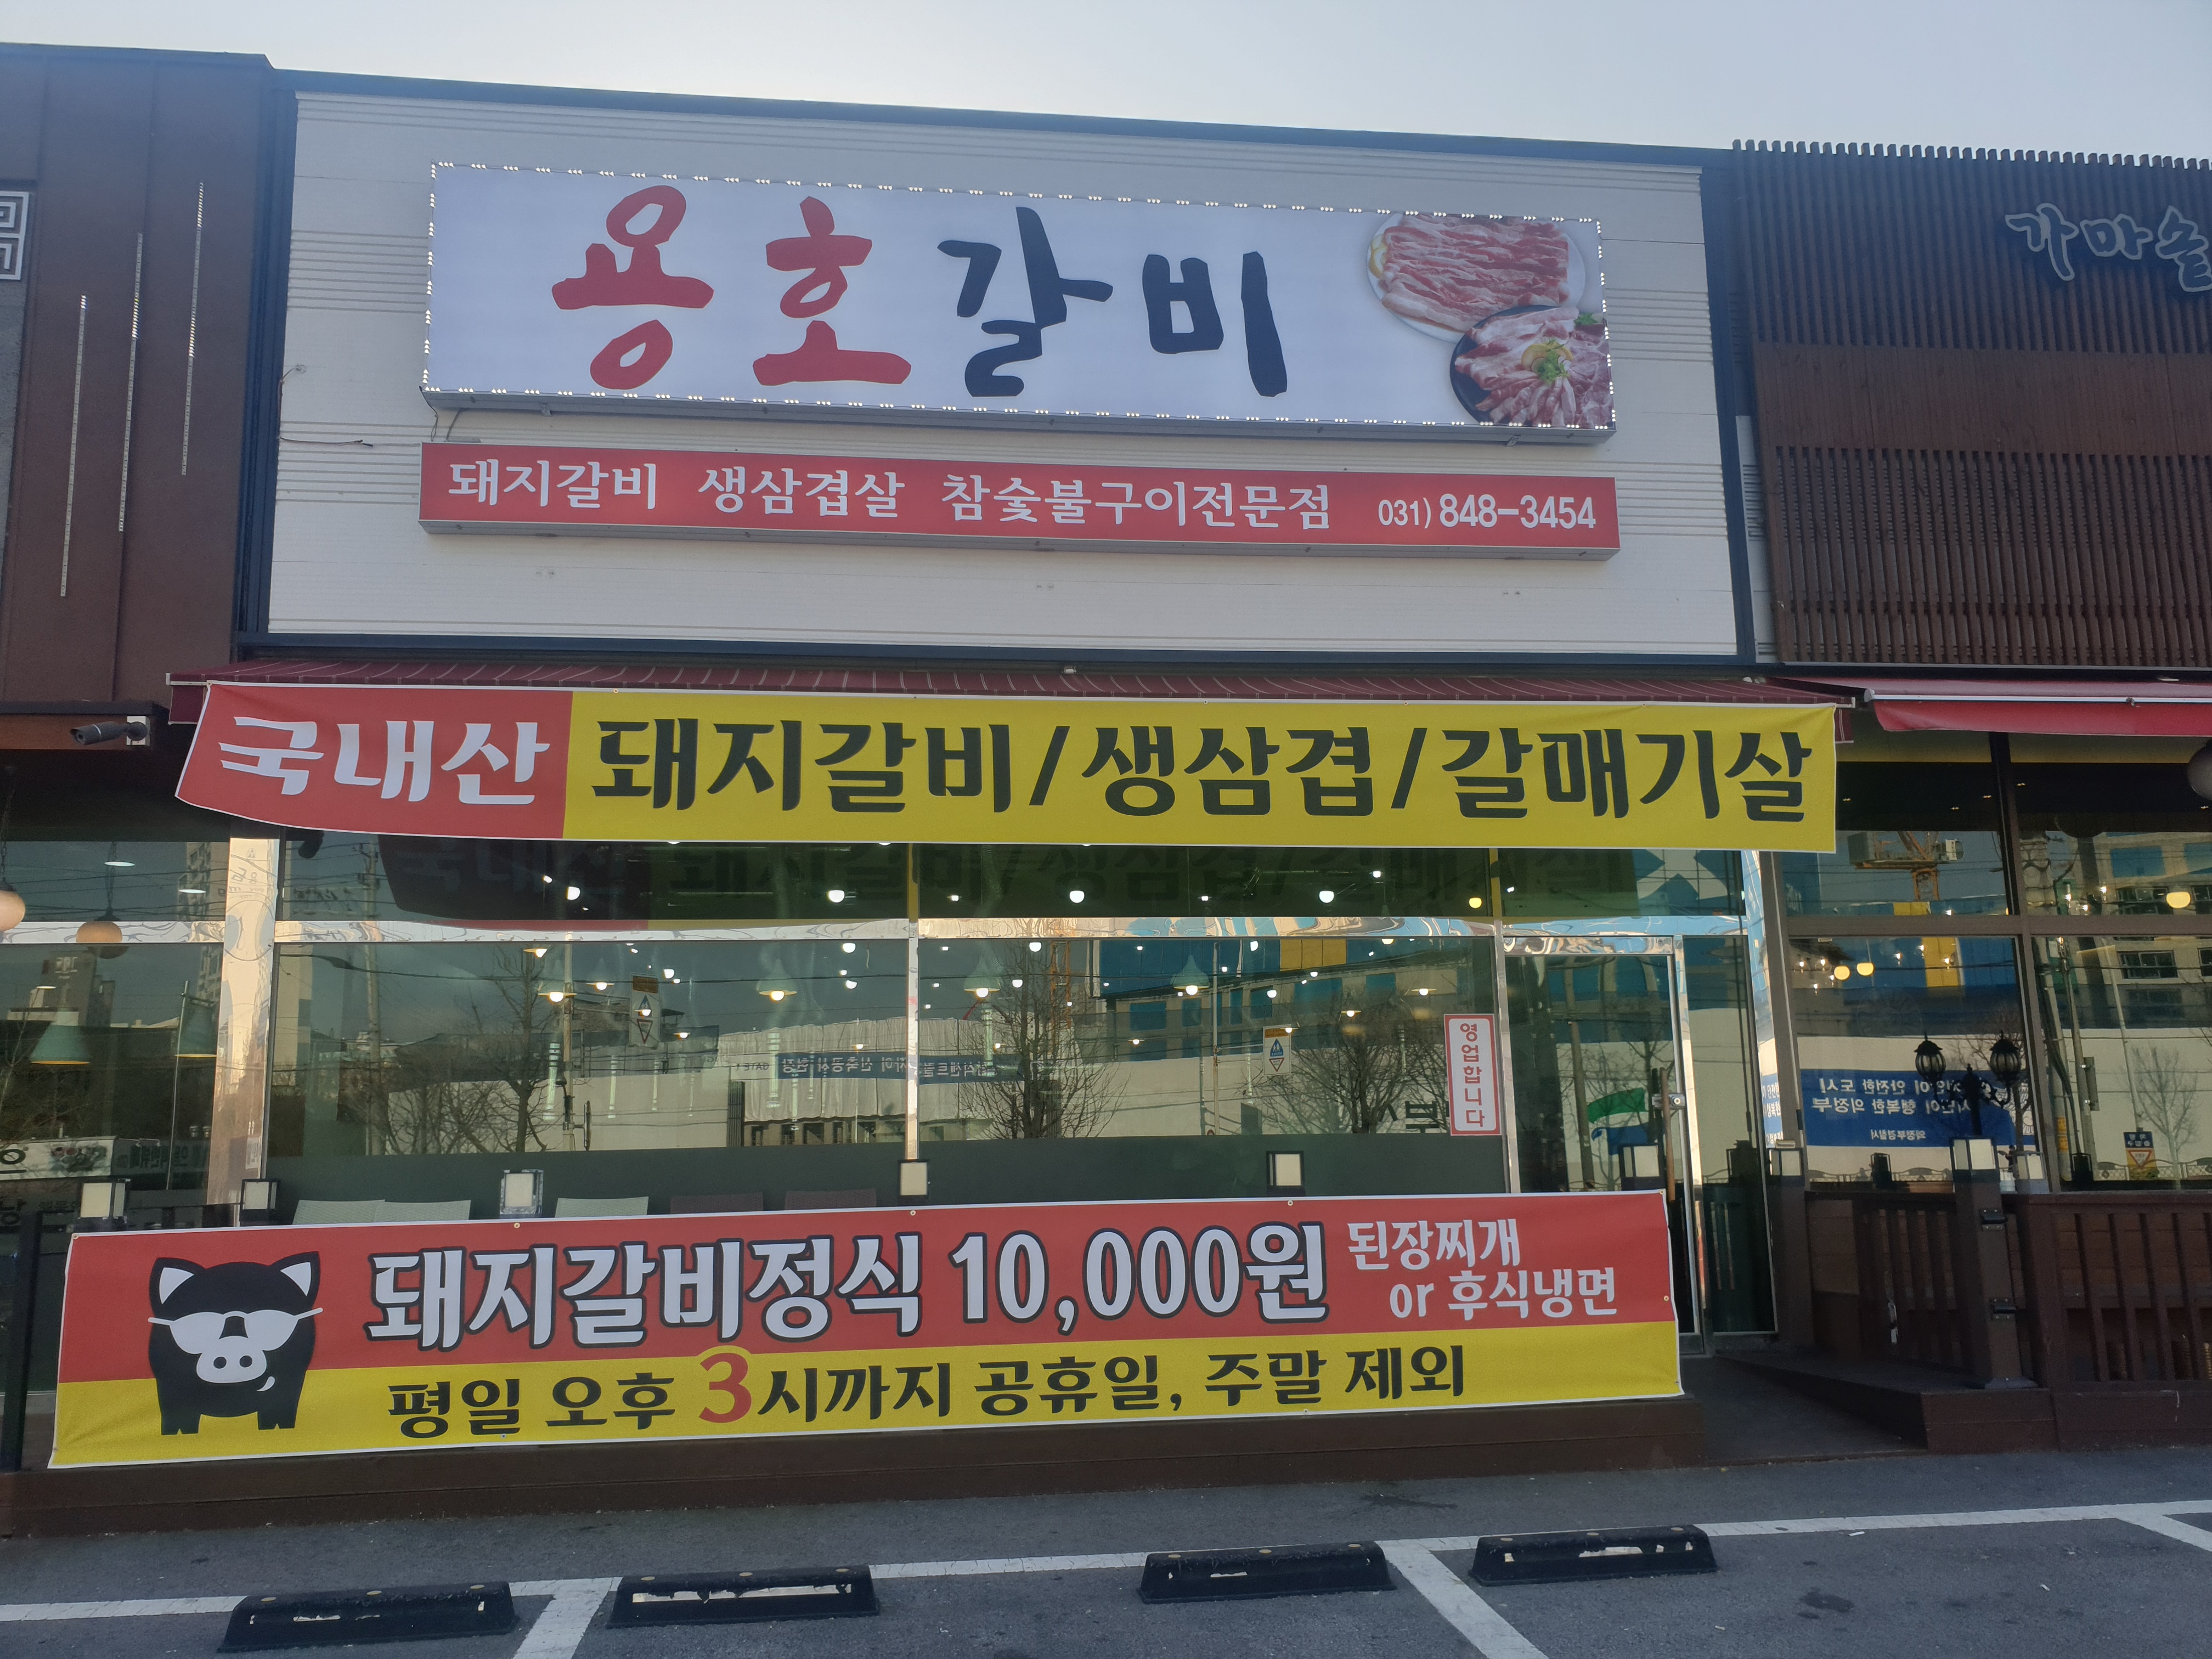 용호갈비
가마솥
돼지갈비 생삼겹살 참숯불구이전문점 031) 848-3454
국내산 돼지갈비/생삼겹/갈매기살
영업합니다
돼지갈비정식 10,000원 된장찌개
or 후식냉면
평일 오후 3시까지 공휴일, 주말 제외